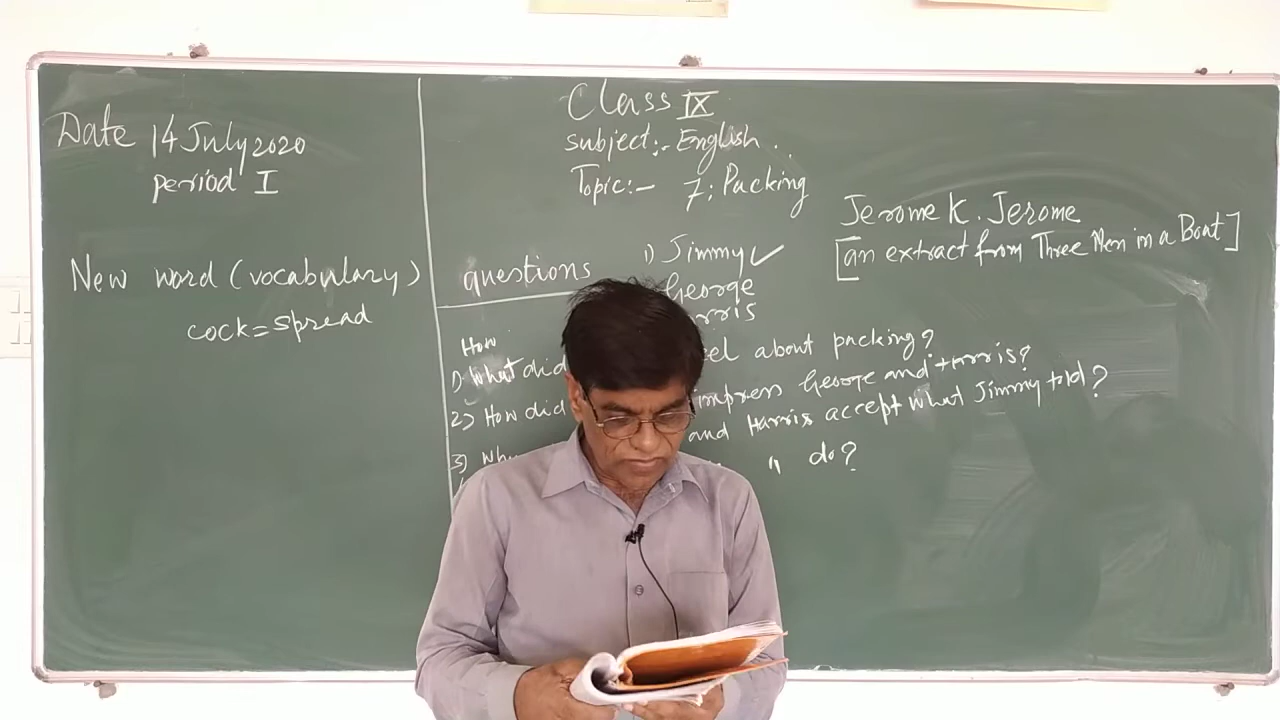 Date 14 July 2020
period I
New word (vocabulary)
cock = spread
Class IX
subject:- English ..
Topic:- 7; Packing
Jerome K. Jerome
[an extract from Three Men in a Boat]
questions
1) Jimmy ✓
George
rris
How
1) What did eel about packing?
2) How did impress George and Harris?
3) Why and Harris accept what Jimmy told?
" do?